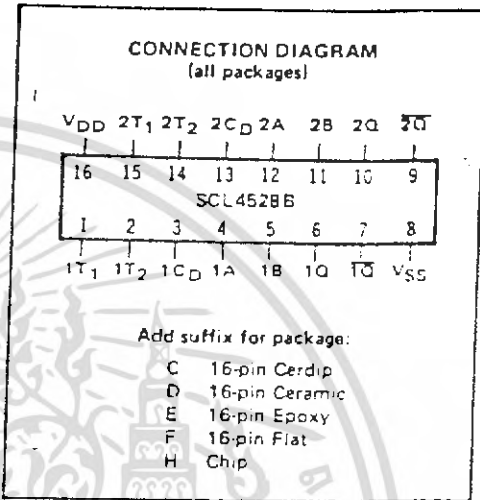 CONNECTION DIAGRAM
(all packages)
VDD 2T1 2T2 2CD 2A 2B 2Q 2Q̅
16 15 14 13 12 11 10 9
SCL4528B
1 2 3 4 5 6 7 8
1T1 1T2 1CD 1A 1B 1Q 1Q̅ VSS
Add suffix for package:
C 16-pin Cerdip
D 16-pin Ceramic
E 16-pin Epoxy
F 16-pin Flat
H Chip